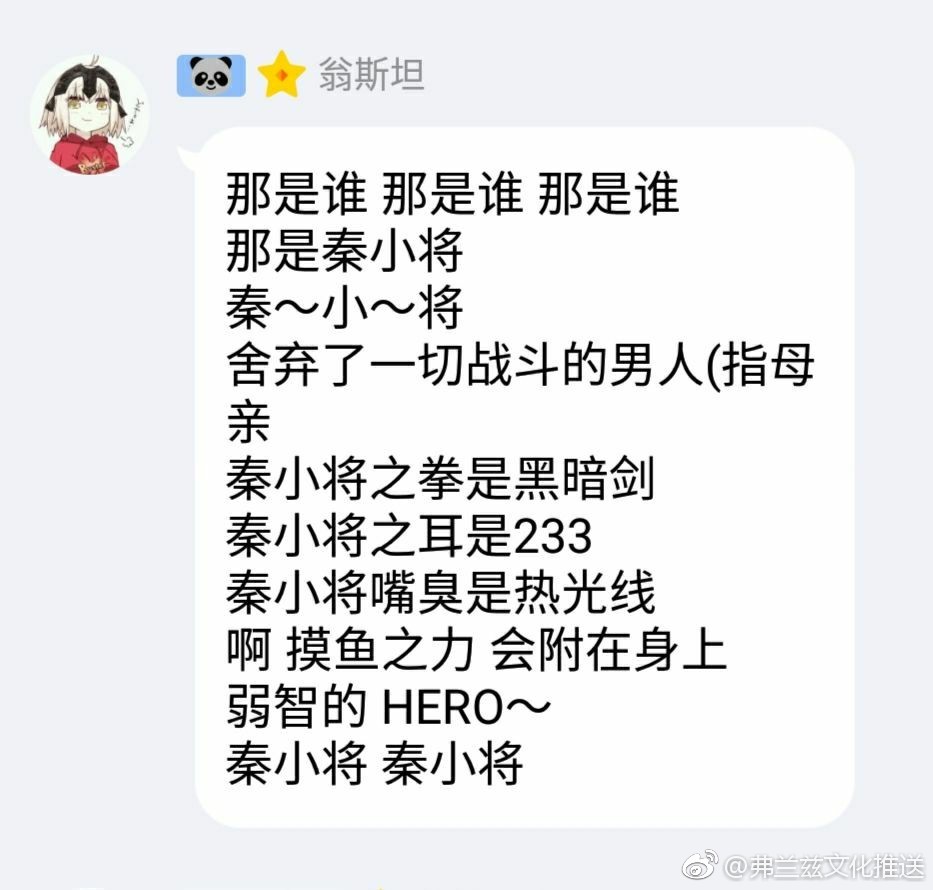 翁斯坦
那是谁 那是谁 那是谁
那是秦小将
秦～小～将
舍弃了一切战斗的男人(指母
亲
秦小将之拳是黑暗剑
秦小将之耳是233
秦小将嘴臭是热光线
啊 摸鱼之力 会附在身上
弱智的 HERO～
秦小将 秦小将
@弗兰兹文化推送